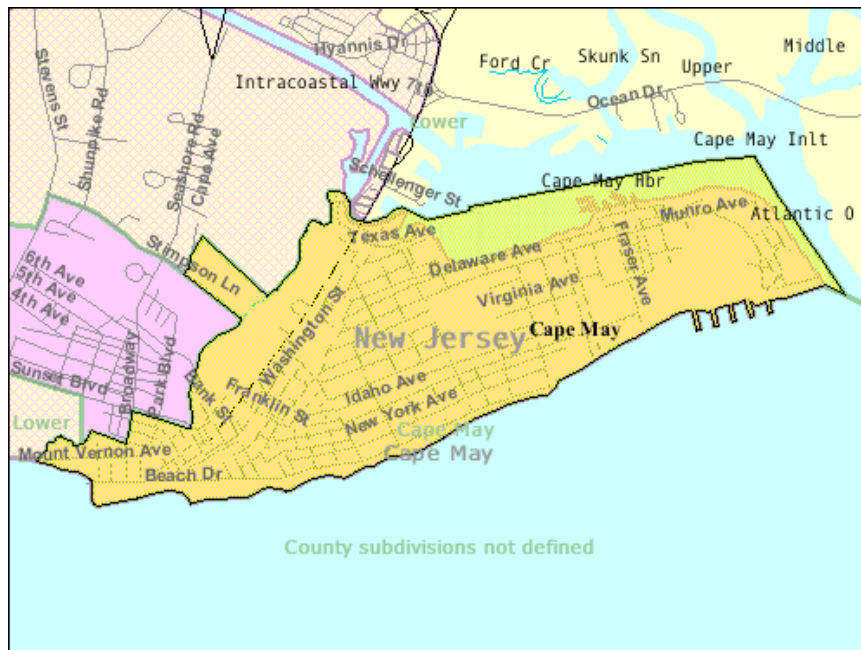 Hyannis Dr
Stevens St
Shunpike Rd
Seashore Rd
Cape Ave
Intracoastal Wwy
Ford Cr
Skunk Sn
Middle
Upper
Ocean Dr
Lower
Cape May Inlt
Schellenger St
Cape May Hbr
Munro Ave
Atlantic O
Texas Ave
Stimpson Ln
Delaware Ave
Fraser Ave
6th Ave
5th Ave
4th Ave
Virginia Ave
Washington St
New Jersey
Cape May
Broadway
Park Blvd
Sunset Blvd
Bank St
Franklin St
Idaho Ave
New York Ave
Lower
Cape May
Cape May
Mount Vernon Ave
Beach Dr
County subdivisions not defined